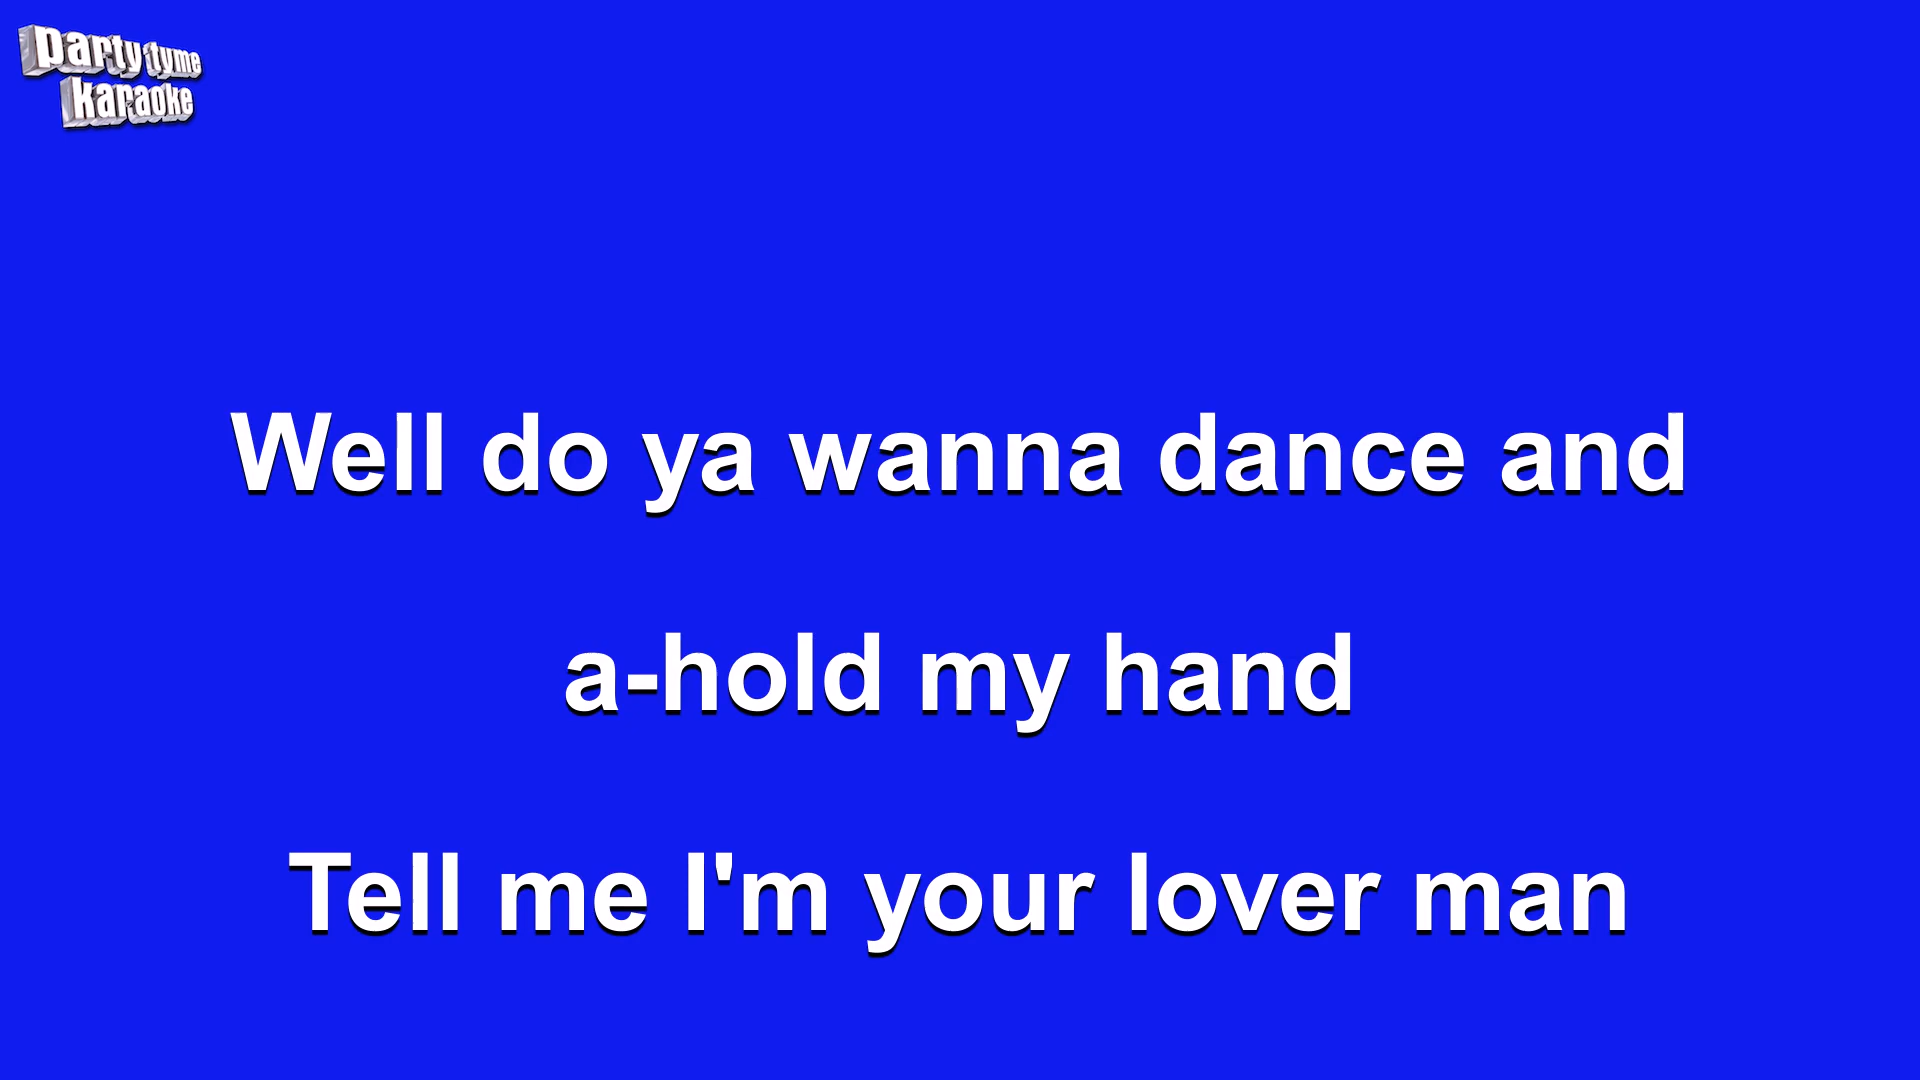 party tyme
karaoke
Well do ya wanna dance and
a-hold my hand
Tell me I'm your lover man